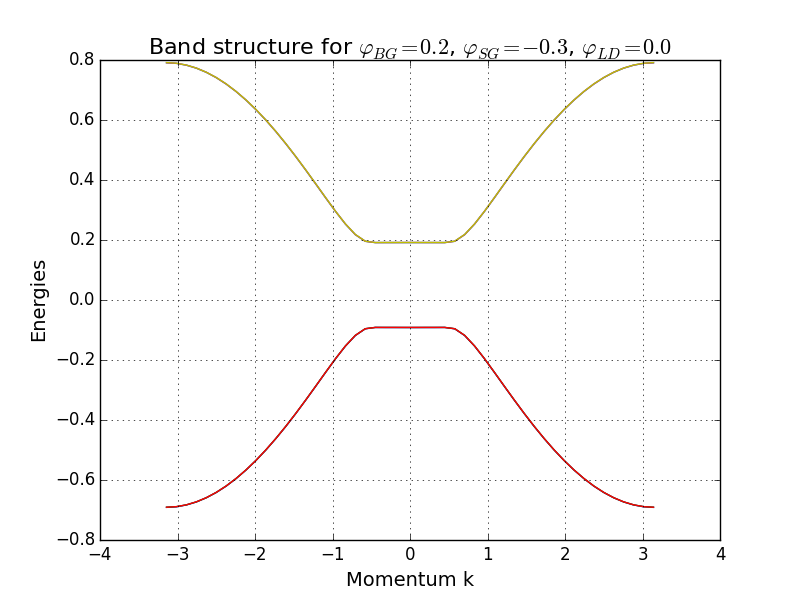 Band structure for φ_BG=0.2, φ_SG=−0.3, φ_LD=0.0
0.8
0.6
0.4
0.2
0.0
−0.2
−0.4
−0.6
−0.8
Energies
−4 −3 −2 −1 0 1 2 3 4
Momentum k